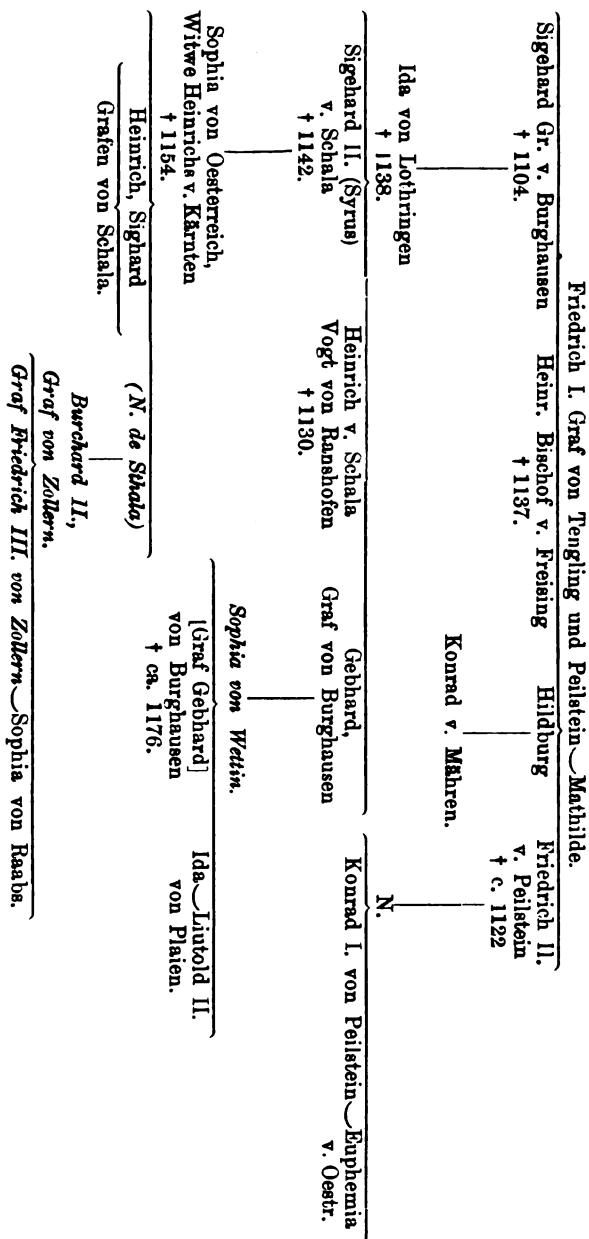 Friedrich I. Graf von Tengling und Peilstein Mathilde.
Sigehard Gr. v. Burghausen
† 1104.
Heinr. Bischof v. Freising
† 1137.
Hildburg
Friedrich II.
v. Peilstein
† c. 1122
Ida von Lothringen
† 1138.
Konrad v. Mähren.
N.
Sigehard II. (Syrus)
v. Schala
† 1142.
Heinrich v. Schala
Vogt von Ranshofen
† 1130.
Gebhard,
Graf von Burghausen
Konrad I. von Peilstein Euphemia
v. Oestr.
Sophia von Oesterreich,
Witwe Heinrichs v. Kärnten
† 1154.
Sophia von Wettin.
Heinrich, Sighard
Grafen von Schala.
(N. de Sthala)
[Graf Gebhard]
von Burghausen
† ca. 1176.
Ida Liutold II.
von Plaien.
Burchard II.,
Graf von Zollern.
Graf Friedrich III. von Zollern Sophia von Raabs.